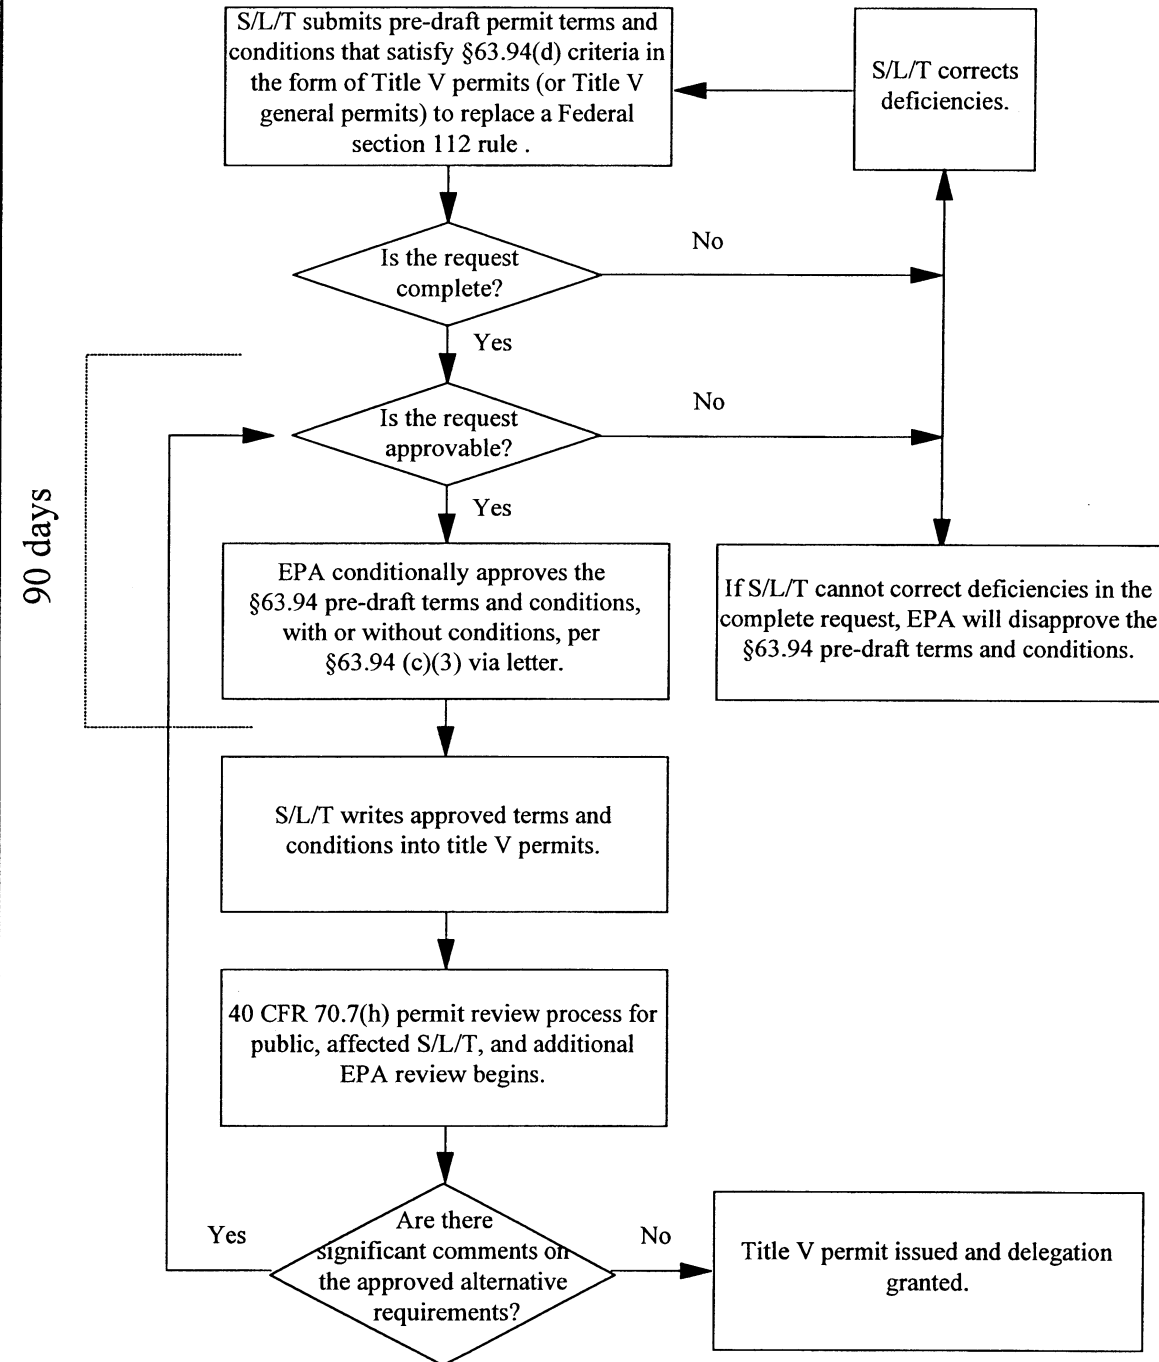 S/L/T submits pre-draft permit terms and
conditions that satisfy §63.94(d) criteria in
the form of Title V permits (or Title V
general permits) to replace a Federal
section 112 rule .
S/L/T corrects
deficiencies.
Is the request
complete?
No
Yes
Is the request
approvable?
No
Yes
90 days
EPA conditionally approves the
§63.94 pre-draft terms and conditions,
with or without conditions, per
§63.94 (c)(3) via letter.
If S/L/T cannot correct deficiencies in the
complete request, EPA will disapprove the
§63.94 pre-draft terms and conditions.
S/L/T writes approved terms and
conditions into title V permits.
40 CFR 70.7(h) permit review process for
public, affected S/L/T, and additional
EPA review begins.
Yes
Are there
significant comments on
the approved alternative
requirements?
No
Title V permit issued and delegation
granted.